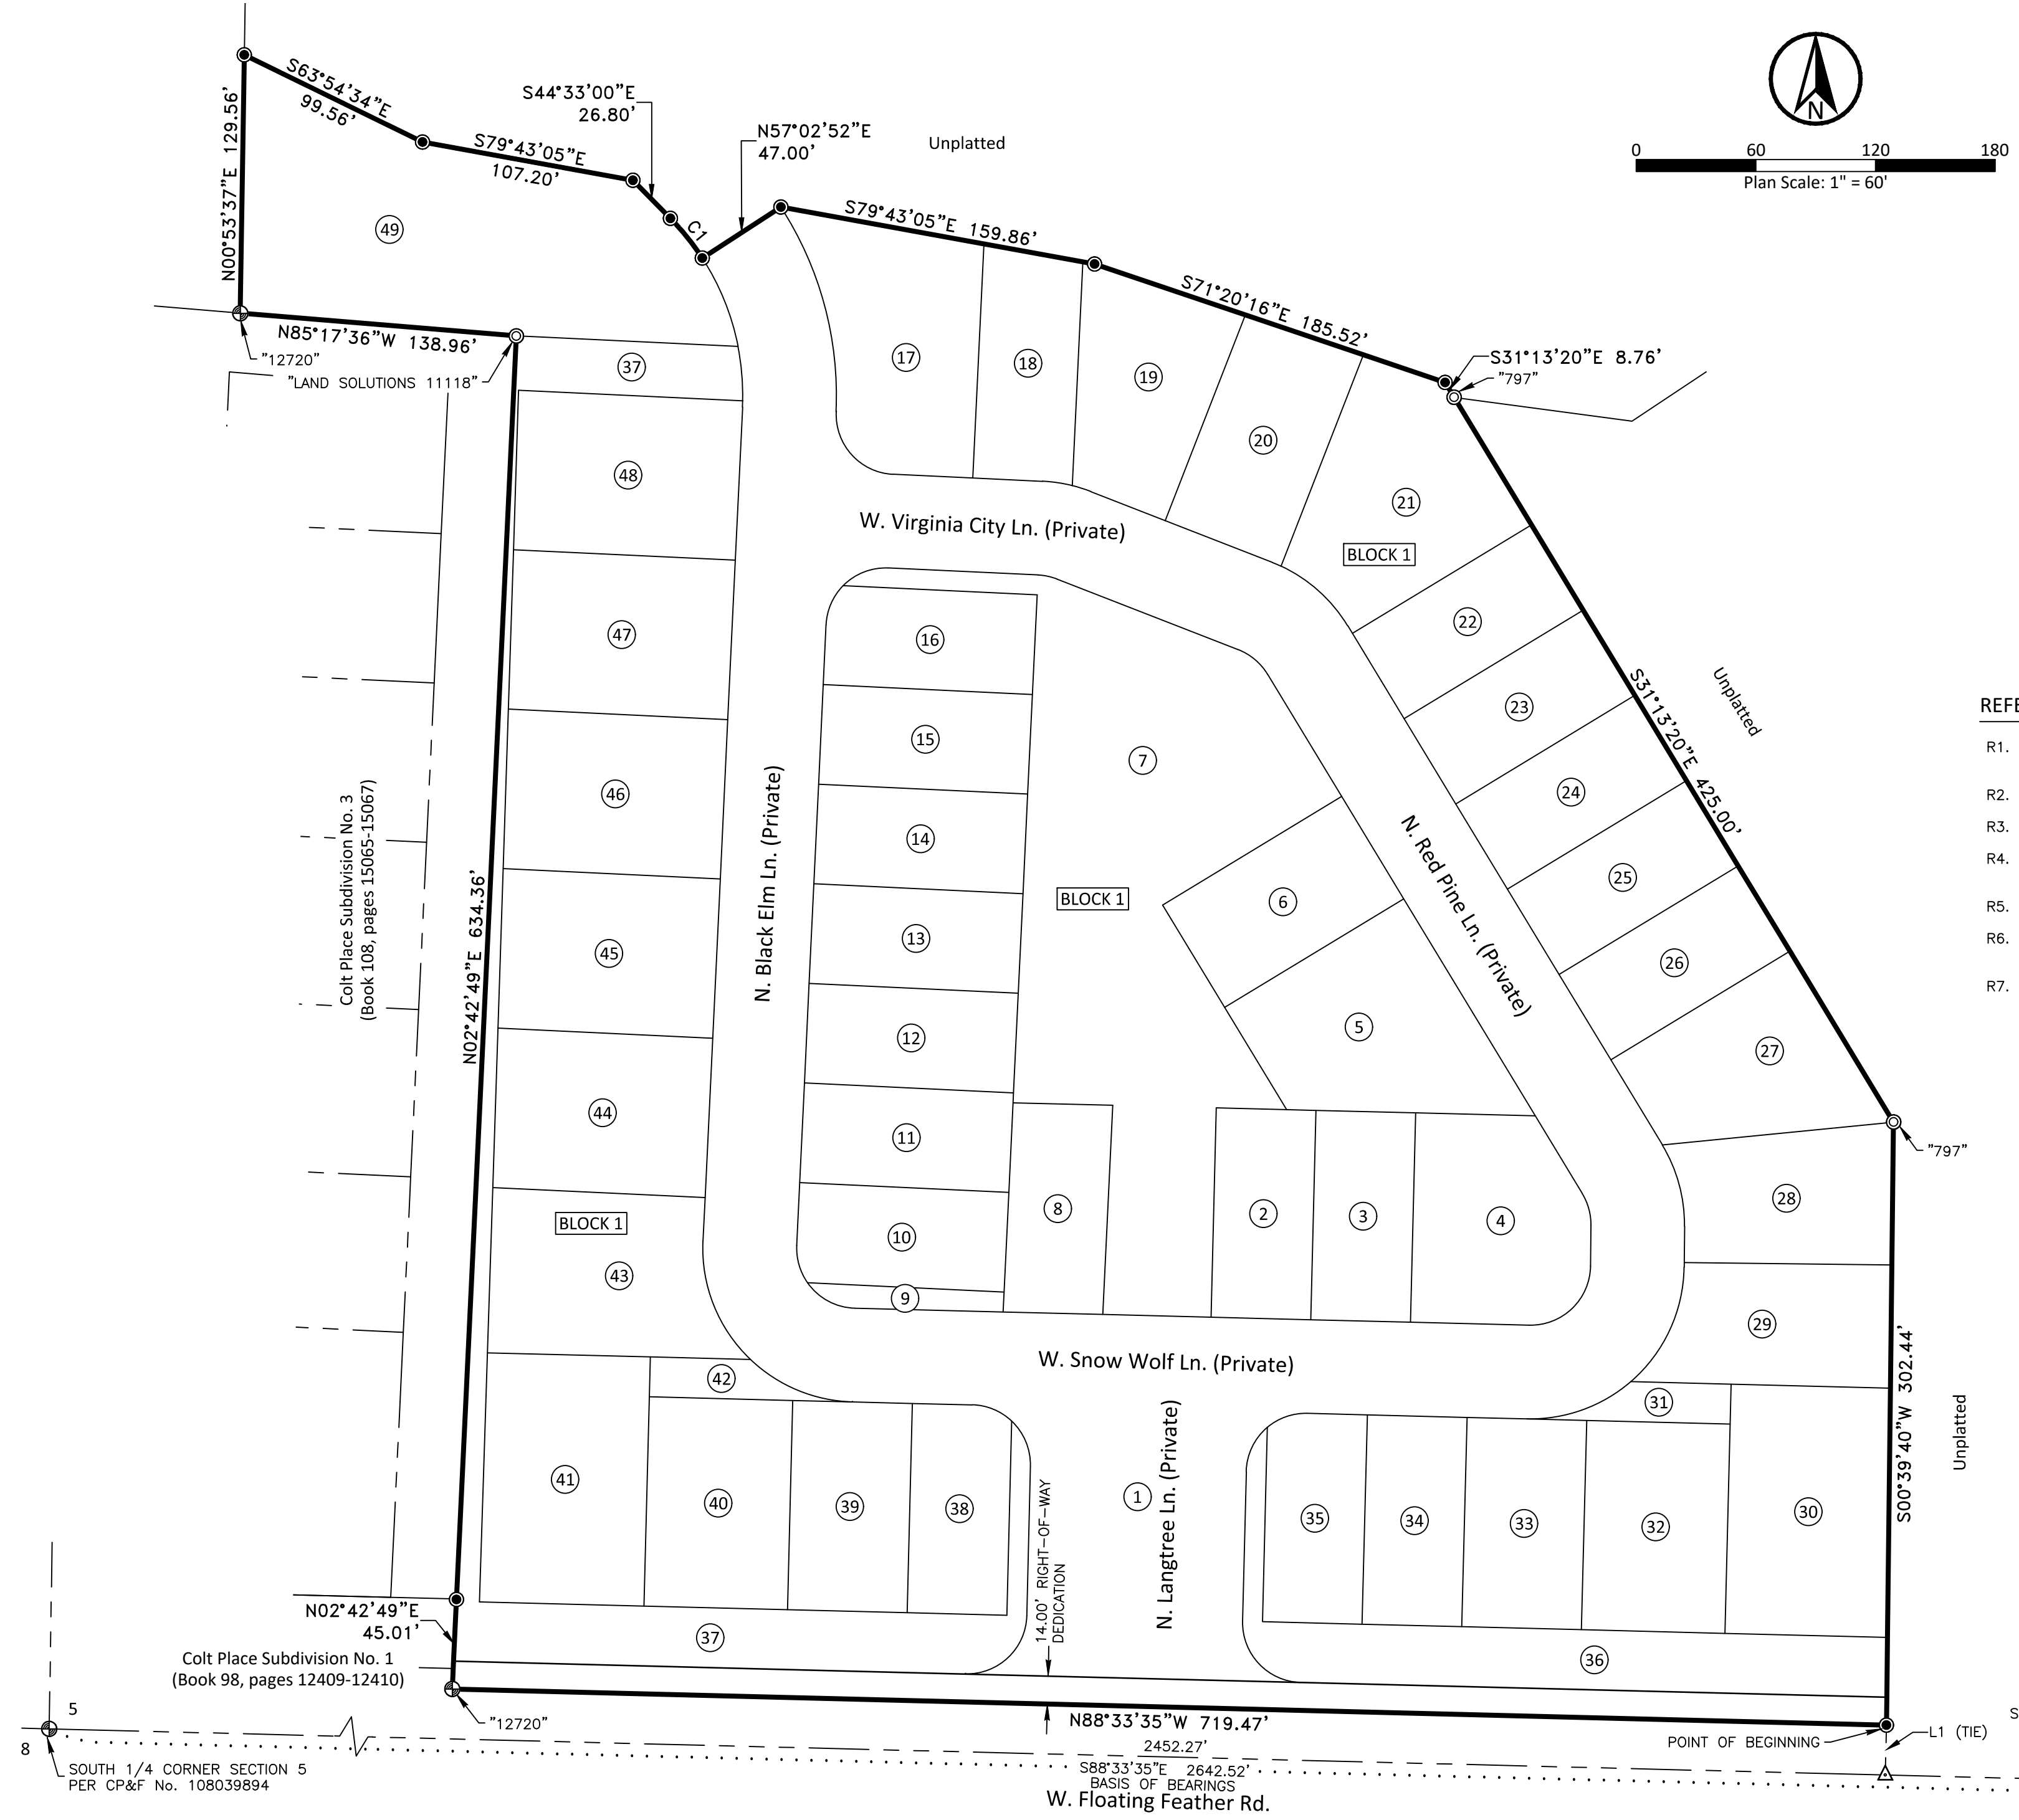 S63°54'34"E
99.56'
S44°33'00"E
26.80'
N57°02'52"E
47.00'
Unplatted
N
0 60 120 180
Plan Scale: 1" = 60'
N00°53'37"E 129.56'
S79°43'05"E
107.20'
C1
S79°43'05"E 159.86'
49
S71°20'16"E 185.52'
N85°17'36"W 138.96'
"12720"
"LAND SOLUTIONS 11118"
37
17
18
19
S31°13'20"E 8.76'
"797"
20
48
21
W. Virginia City Ln. (Private)
BLOCK 1
47
16
22
S31°13'20"E 425.00'
Unplatted
REFE
R1.
R2.
R3.
R4.
R5.
R6.
R7.
15
7
23
46
14
24
Colt Place Subdivision No. 3
(Book 108, pages 15065-15067)
N02°42'49"E 634.36'
N. Black Elm Ln. (Private)
BLOCK 1
6
N. Red Pine Ln. (Private)
25
45
13
26
12
5
27
44
11
"797"
8
2
3
4
28
BLOCK 1
10
43
9
29
W. Snow Wolf Ln. (Private)
S00°39'40"W 302.44'
Unplatted
42
31
41
40
39
38
14.00' RIGHT-OF-WAY
DEDICATION
1
N. Langtree Ln. (Private)
35
34
33
32
30
N02°42'49"E
45.01'
37
36
Colt Place Subdivision No. 1
(Book 98, pages 12409-12410)
5
8
"12720"
N88°33'35"W 719.47'
POINT OF BEGINNING
L1 (TIE)
S
SOUTH 1/4 CORNER SECTION 5
PER CP&F No. 108039894
2452.27'
S88°33'35"E 2642.52'
BASIS OF BEARINGS
W. Floating Feather Rd.